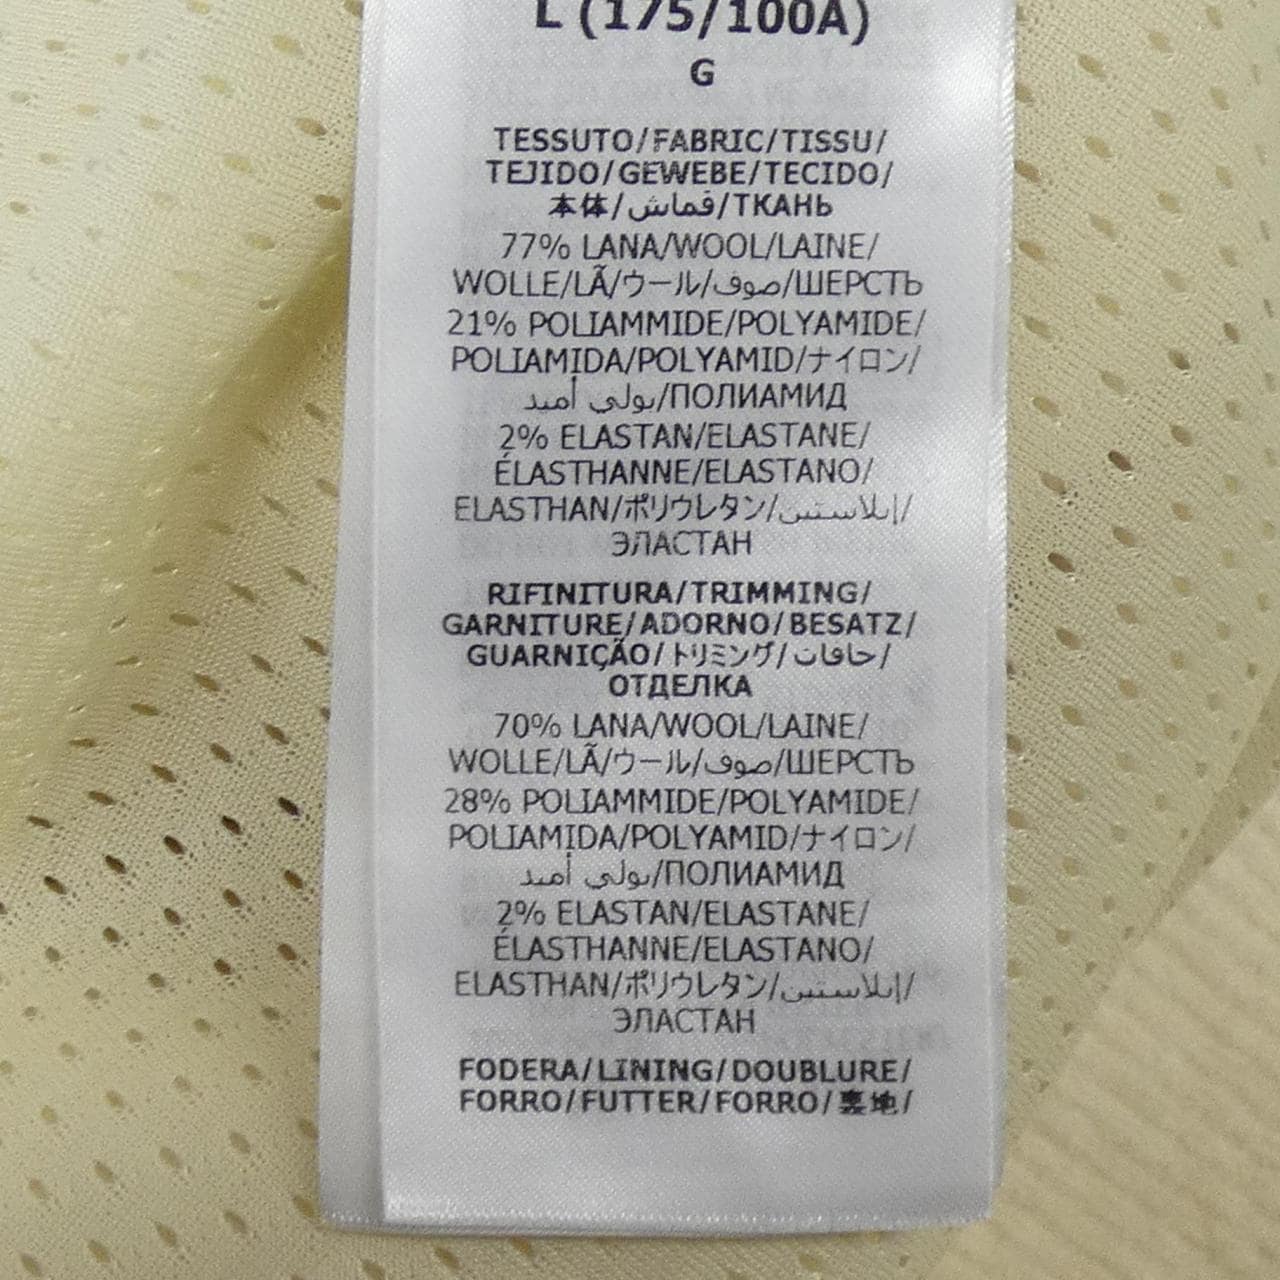 L (175/100A)
G
TESSUTO/FABRIC/TISSU/
TEJIDO/GEWEBE/TECIDO/
本体/قماش/ТКАНЬ
77% LANA/WOOL/LAINE/
WOLLE/LÃ/ウール/صوف/ШЕРСТЬ
21% POLIAMMIDE/POLYAMIDE/
POLIAMIDA/POLYAMID/ナイロン/
بولي أميد/ПОЛИАМИД
2% ELASTAN/ELASTANE/
ÉLASTHANNE/ELASTANO/
ELASTHAN/ポリウレタン/إيلاستين/
ЭЛАСТАН
RIFINITURA/TRIMMING/
GARNITURE/ADORNO/BESATZ/
GUARNIÇÃO/トリミング/حافات/
ОТДЕЛКА
70% LANA/WOOL/LAINE/
WOLLE/LÃ/ウール/صوف/ШЕРСТЬ
28% POLIAMMIDE/POLYAMIDE/
POLIAMIDA/POLYAMID/ナイロン/
بولي أميد/ПОЛИАМИД
2% ELASTAN/ELASTANE/
ÉLASTHANNE/ELASTANO/
ELASTHAN/ポリウレタン/إيلاستين/
ЭЛАСТАН
FODERA/LINING/DOUBLURE/
FORRO/FUTTER/FORRO/裏地/